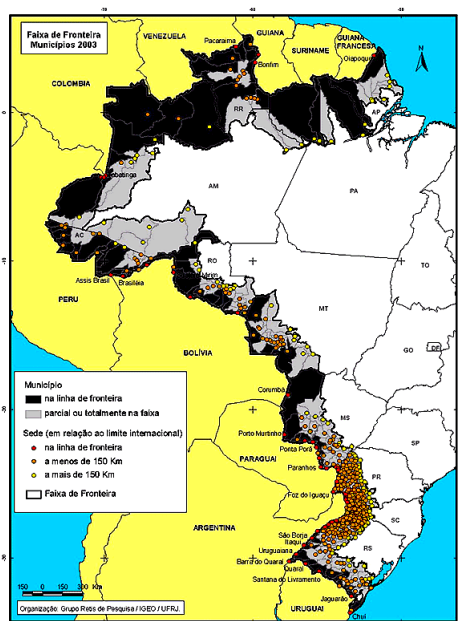 Faixa de Fronteira
Municípios 2003
VENEZUELA
GUIANA
SURINAME
GUIANA
FRANCESA
COLOMBIA
Pacaraima
Bonfim
Oiapoque
N
RR
AP
0
Tabatinga
AM
PA
AC
RO
TO
Assis Brasil
Brasiléia
PERU
MT
BOLÍVIA
GO
DF
Município
na linha de fronteira
parcial ou totalmente na faixa
Sede (em relação ao limite internacional)
na linha de fronteira
a menos de 150 Km
a mais de 150 Km
Faixa de Fronteira
Corumbá
MS
Porto Murtinho
Ponta Porã
SP
PARAGUAI
Paranhos
PR
Foz do Iguaçu
ARGENTINA
SC
São Borja
Itaqui
Uruguaiana
RS
Barra do Quaraí
Quaraí
Santana do Livramento
Jaguarão
Chuí
URUGUAI
150 0 150 300 Km
Organização: Grupo Retis de Pesquisa / IGEO / UFRJ.